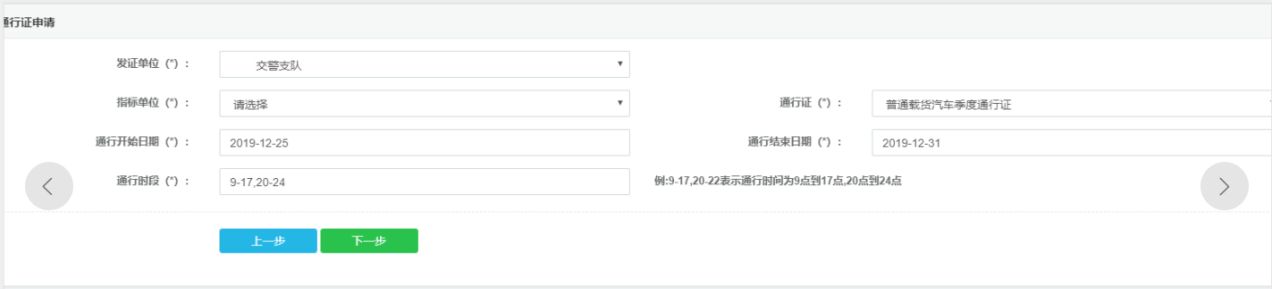 通行证申请
发证单位 (*) : 交警支队
指标单位 (*) : 请选择 通行证 (*) : 普通载货汽车季度通行证
通行开始日期 (*) : 2019-12-25 通行结束日期 (*) : 2019-12-31
通行时段 (*) : 9-17,20-24 例:9-17,20-22表示通行时间为9点到17点,20点到24点
上一步 下一步